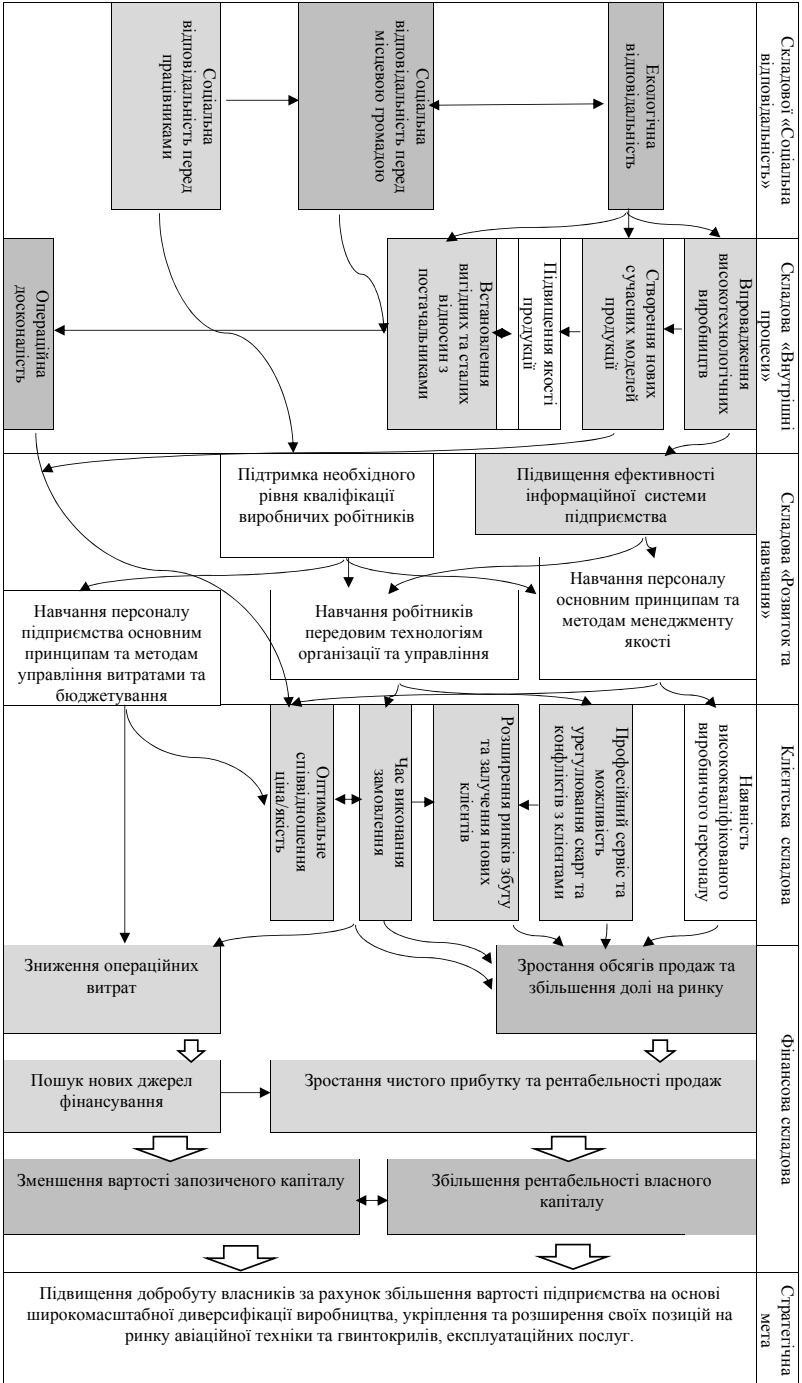 Соціальна
відповідальність перед
працівниками
Соціальна
відповідальність перед
місцевою громадою
Екологічна
відповідальність
Складової «Соціальна
відповідальність»
Операційна
досконалість
Встановлення
вигідних та сталих
відносин з
постачальниками
Підвищення якості
продукції
Створення нових
сучасних моделей
продукції
Впровадження
високотехнологічних
виробництв
Складова «Внутрішні
процеси»
Підтримка необхідного
рівня кваліфікації
виробничих робітників
Підвищення ефективності
інформаційної системи
підприємства
Навчання персоналу
підприємства основним
принципам та методам
управління витратами та
бюджетування
Навчання робітників
передовим технологіям
організації та управління
Навчання персоналу
основним принципам та
методам менеджменту
якості
Складова «Розвиток та
навчання»
Оптимальне
співвідношення
ціна/якість
Час виконання
замовлення
Розширення ринків збуту
та залучення нових
клієнтів
Професійний сервіс та
можливість
урегулювання скарг та
конфліктів з клієнтами
Наявність
висококваліфікованого
виробничого персоналу
Клієнтська складова
Зниження операційних
витрат
Зростання обсягів продаж та
збільшення долі на ринку
Пошук нових джерел
фінансування
Зростання чистого прибутку та рентабельності продаж
Зменшення вартості запозиченого капіталу
Збільшення рентабельності власного
капіталу
Фінансова складова
Підвищення добробуту власників за рахунок збільшення вартості підприємства на основі
широкомасштабної диверсифікації виробництва, укріплення та розширення своїх позицій на
ринку авіаційної техніки та гвинтокрилів, експлуатаційних послуг.
Стратегічна
мета